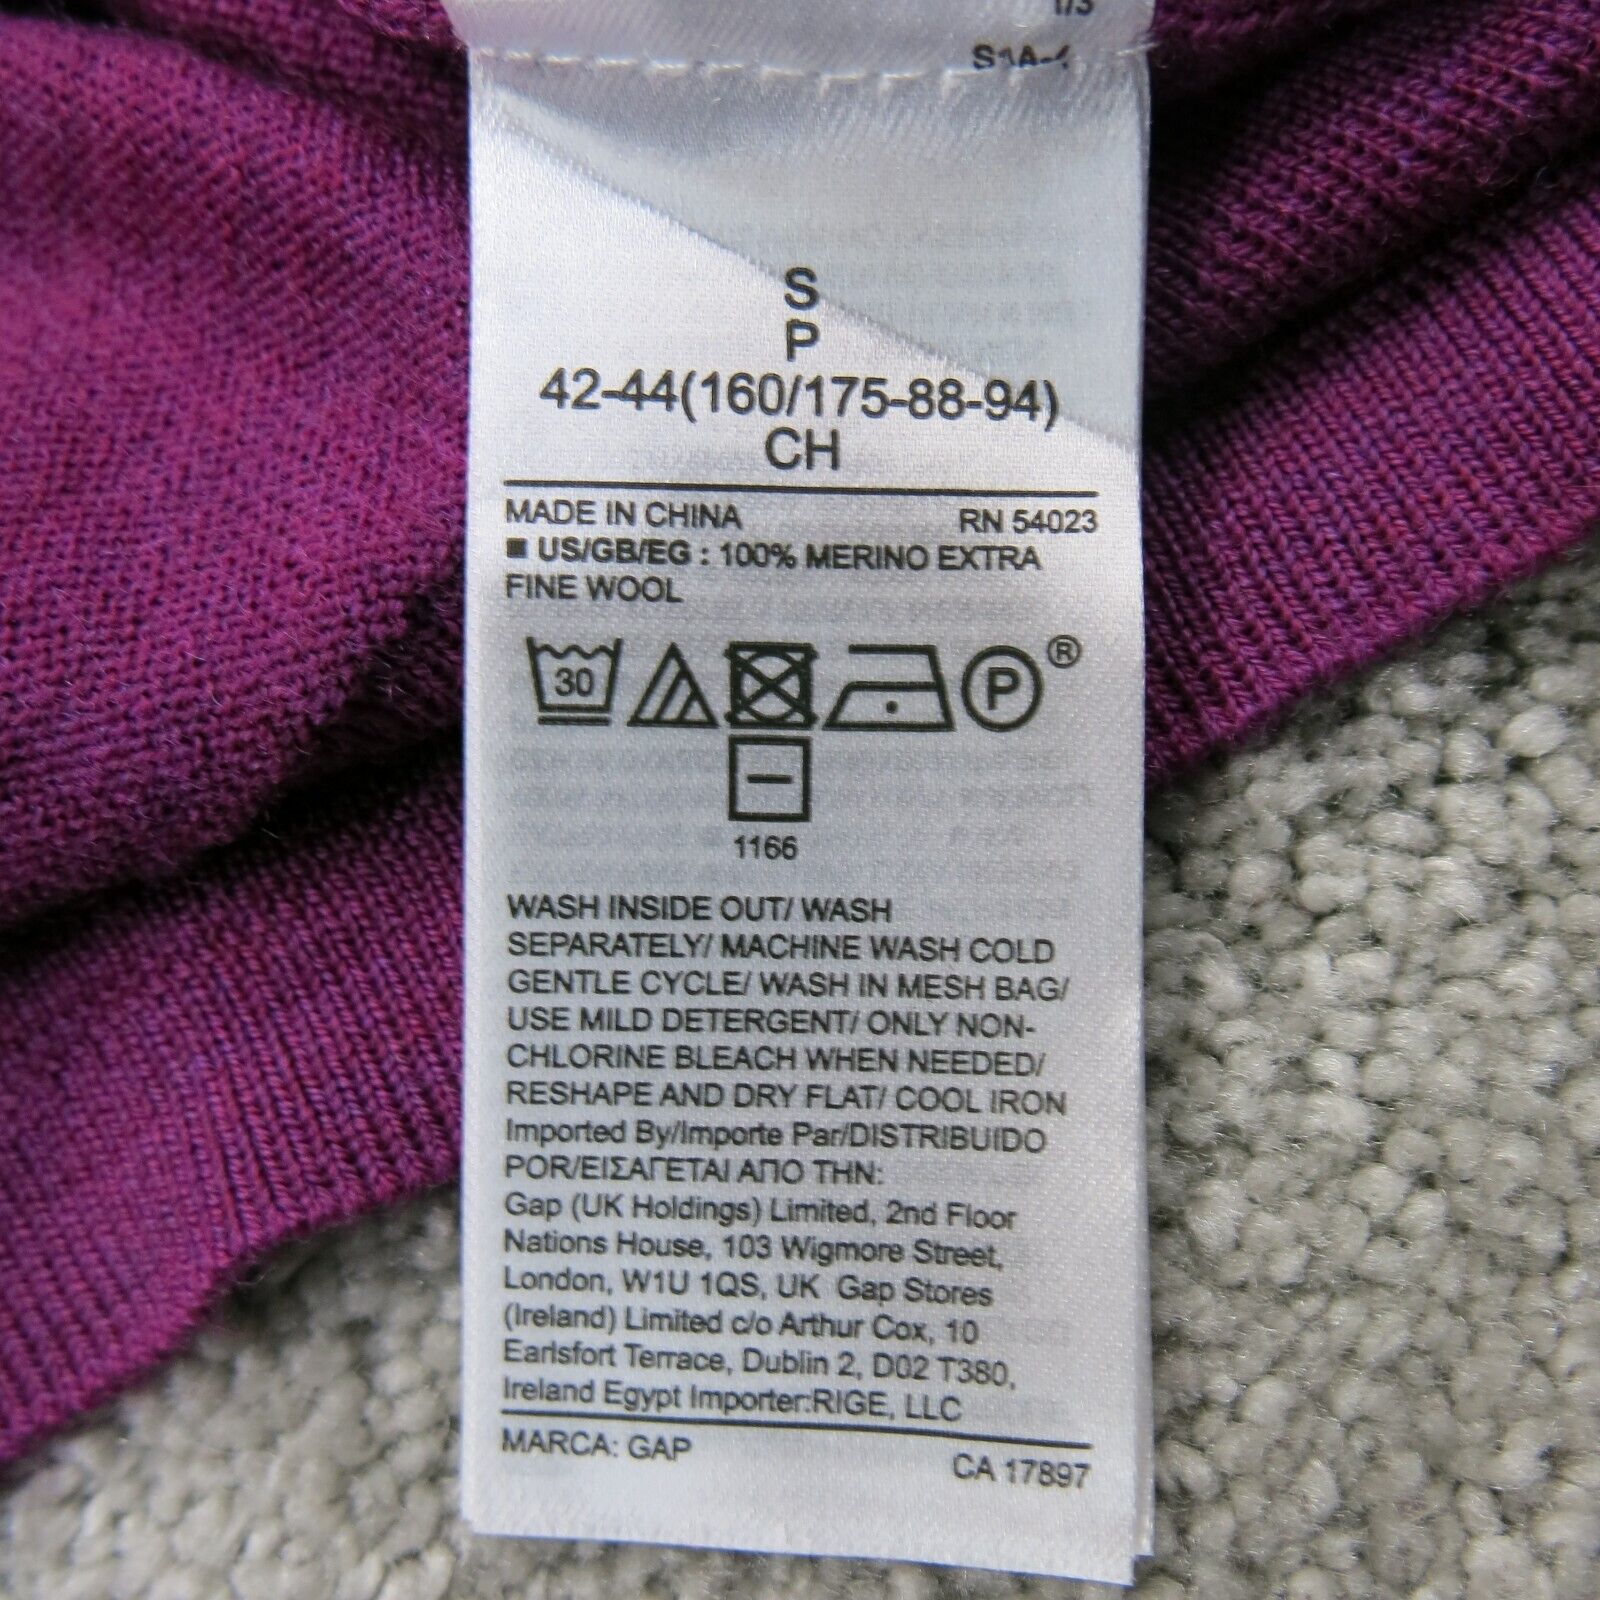 1/3
S1A-4
S
P
42-44(160/175-88-94)
CH
MADE IN CHINA RN 54023
■ US/GB/EG : 100% MERINO EXTRA
FINE WOOL
30 P ®
1166
WASH INSIDE OUT/ WASH
SEPARATELY/ MACHINE WASH COLD
GENTLE CYCLE/ WASH IN MESH BAG/
USE MILD DETERGENT/ ONLY NON-
CHLORINE BLEACH WHEN NEEDED/
RESHAPE AND DRY FLAT/ COOL IRON
Imported By/Importe Par/DISTRIBUIDO
POR/ΕΙΣΑΓΕΤΑΙ ΑΠΟ ΤΗΝ:
Gap (UK Holdings) Limited, 2nd Floor
Nations House, 103 Wigmore Street,
London, W1U 1QS, UK Gap Stores
(Ireland) Limited c/o Arthur Cox, 10
Earlsfort Terrace, Dublin 2, D02 T380,
Ireland Egypt Importer:RIGE, LLC
MARCA: GAP CA 17897